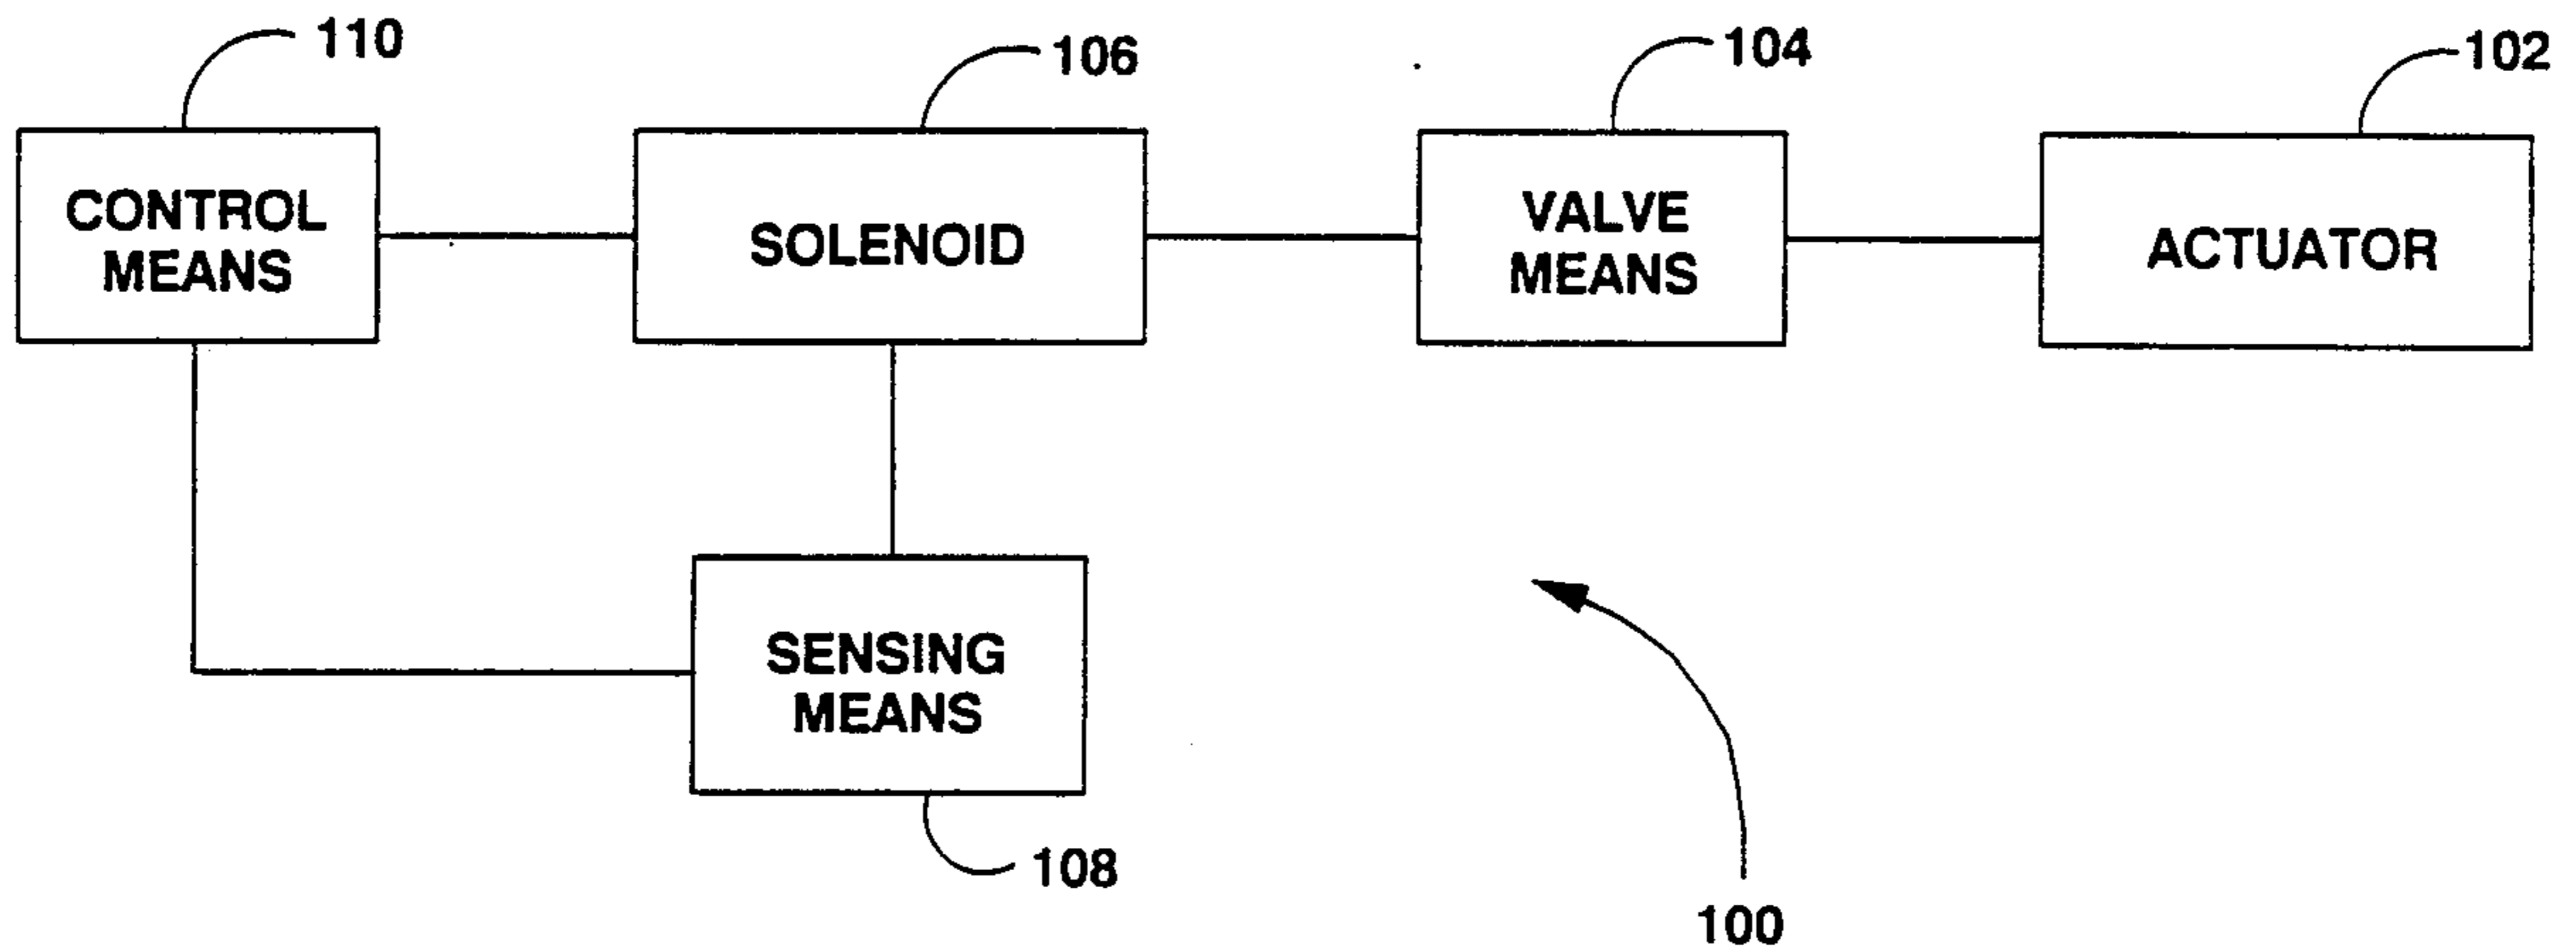 110
106
104
102
CONTROL
MEANS
SOLENOID
VALVE
MEANS
ACTUATOR
SENSING
MEANS
108
100